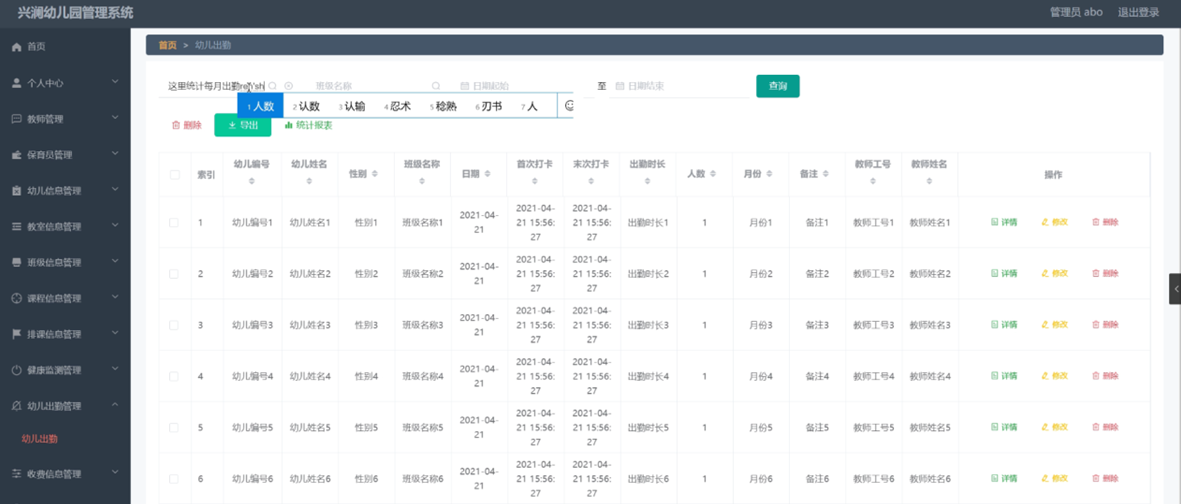 兴澜幼儿园管理系统
管理员 abo 退出登录
首页
个人中心
教师管理
保育员管理
幼儿信息管理
教室信息管理
班级信息管理
课程信息管理
排课信息管理
健康监测管理
幼儿出勤管理
幼儿出勤
收费信息管理
首页 > 幼儿出勤
这里统计每月出勤ren'sh 班级名称 日期起始 至 日期结束 查询
1 人数 2 认数 3 认输 4 忍术 5 稔熟 6 刃书 7 人
删除 导出 统计报表
索引 幼儿编号 幼儿姓名 性别 班级名称 日期 首次打卡 末次打卡 出勤时长 人数 月份 备注 教师工号 教师姓名 操作
1 幼儿编号1 幼儿姓名1 性别1 班级名称1 2021-04-21 2021-04-21 15:56:27 2021-04-21 15:56:27 出勤时长1 1 月份1 备注1 教师工号1 教师姓名1 详情 修改 删除
2 幼儿编号2 幼儿姓名2 性别2 班级名称2 2021-04-21 2021-04-21 15:56:27 2021-04-21 15:56:27 出勤时长2 1 月份2 备注2 教师工号2 教师姓名2 详情 修改 删除
3 幼儿编号3 幼儿姓名3 性别3 班级名称3 2021-04-21 2021-04-21 15:56:27 2021-04-21 15:56:27 出勤时长3 1 月份3 备注3 教师工号3 教师姓名3 详情 修改 删除
4 幼儿编号4 幼儿姓名4 性别4 班级名称4 2021-04-21 2021-04-21 15:56:27 2021-04-21 15:56:27 出勤时长4 1 月份4 备注4 教师工号4 教师姓名4 详情 修改 删除
5 幼儿编号5 幼儿姓名5 性别5 班级名称5 2021-04-21 2021-04-21 15:56:27 2021-04-21 15:56:27 出勤时长5 1 月份5 备注5 教师工号5 教师姓名5 详情 修改 删除
6 幼儿编号6 幼儿姓名6 性别6 班级名称6 2021-04-21 2021-04-21 15:56:27 2021-04-21 15:56:27 出勤时长6 1 月份6 备注6 教师工号6 教师姓名6 详情 修改 删除